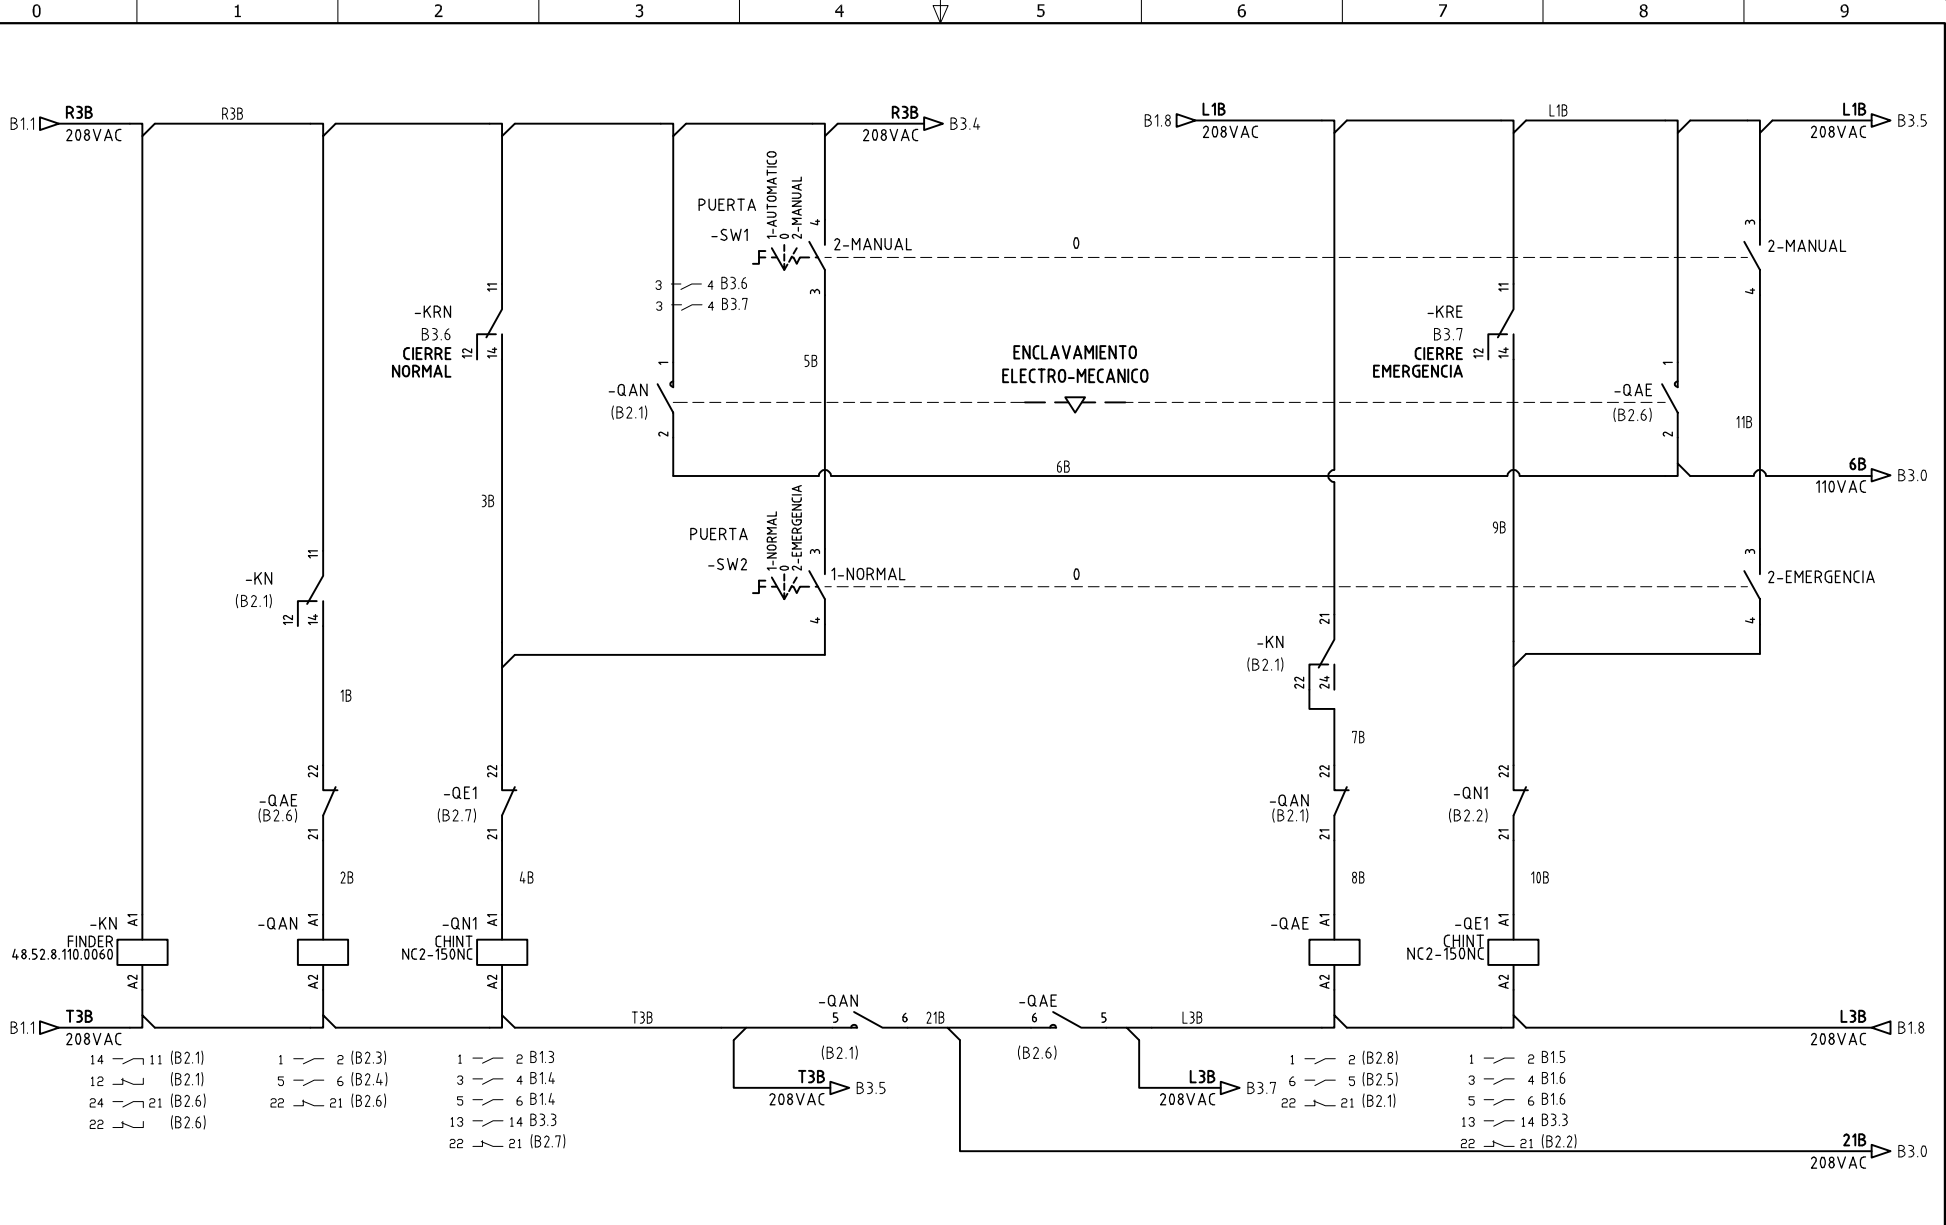 0 1 2 3 4 5 6 7 8 9
B1.1 R3B R3B R3B B3.4 B1.8 L1B L1B L1B B3.5
208VAC 208VAC 208VAC 208VAC
1-AUTOMATICO
0
2-MANUAL
PUERTA
-SW1
4
2-MANUAL
3
0
3
2-MANUAL
4
3 4 B3.6
3 4 B3.7
11
-KRN
B3.6
CIERRE
NORMAL
12 14
1
-QAN
(B2.1)
2
5B
ENCLAVAMIENTO
ELECTRO-MECANICO
11
-KRE
B3.7
CIERRE
EMERGENCIA
12 14
1
-QAE
(B2.6)
2
11B
6B
6B
110VAC
B3.0
3B
9B
PUERTA
-SW2
1-NORMAL
0
2-EMERGENCIA
3
1-NORMAL
4
0
3
2-EMERGENCIA
4
11
-KN
(B2.1)
12 14
21
-KN
(B2.1)
22 24
1B
7B
22
-QAE
(B2.6)
21
22
-QE1
(B2.7)
21
22
-QAN
(B2.1)
21
22
-QN1
(B2.2)
21
2B
4B
8B
10B
-KN
A1
FINDER
48.52.8.110.0060
A2
-QAN
A1
A2
-QN1
A1
CHINT
NC2-150NC
A2
-QAE
A1
A2
-QE1
A1
CHINT
NC2-150NC
A2
B1.1 T3B
208VAC
T3B
-QAN
5 6
(B2.1)
21B
-QAE
6 5
(B2.6)
L3B
L3B
208VAC
B1.8
T3B
208VAC
B3.5
L3B
208VAC
B3.7
21B
208VAC
B3.0
14 11 (B2.1)
12 (B2.1)
24 21 (B2.6)
22 (B2.6)
1 2 (B2.3)
5 6 (B2.4)
22 21 (B2.6)
1 2 B1.3
3 4 B1.4
5 6 B1.4
13 14 B3.3
22 21 (B2.7)
1 2 (B2.8)
6 5 (B2.5)
22 21 (B2.1)
1 2 B1.5
3 4 B1.6
5 6 B1.6
13 14 B3.3
22 21 (B2.2)